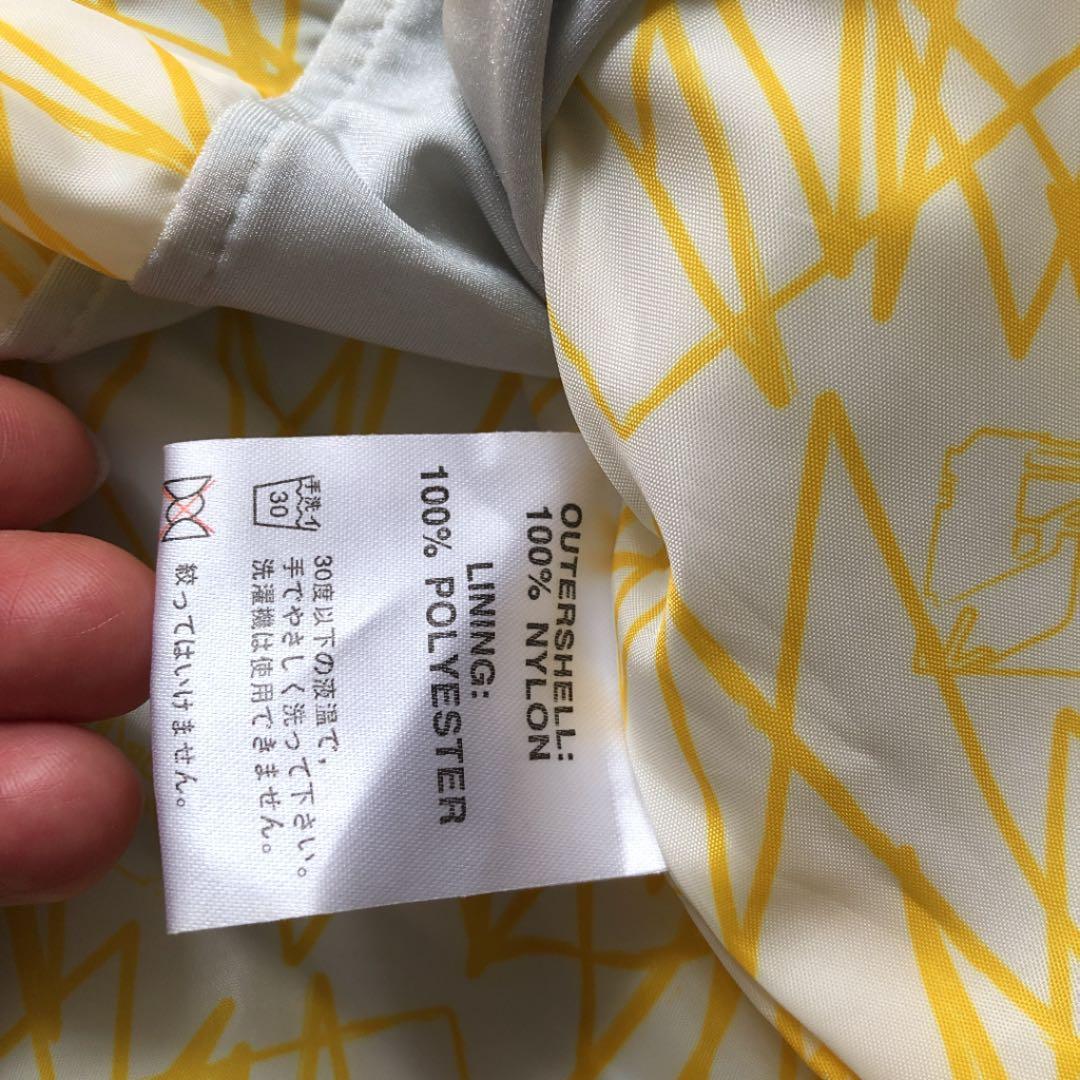 OUTERSHELL:
100% NYLON
LINING:
100% POLYESTER
手洗イ
30
30度以下の液温で、
手でやさしく洗って下さい。
洗濯機は使用できません。
絞ってはいけません。